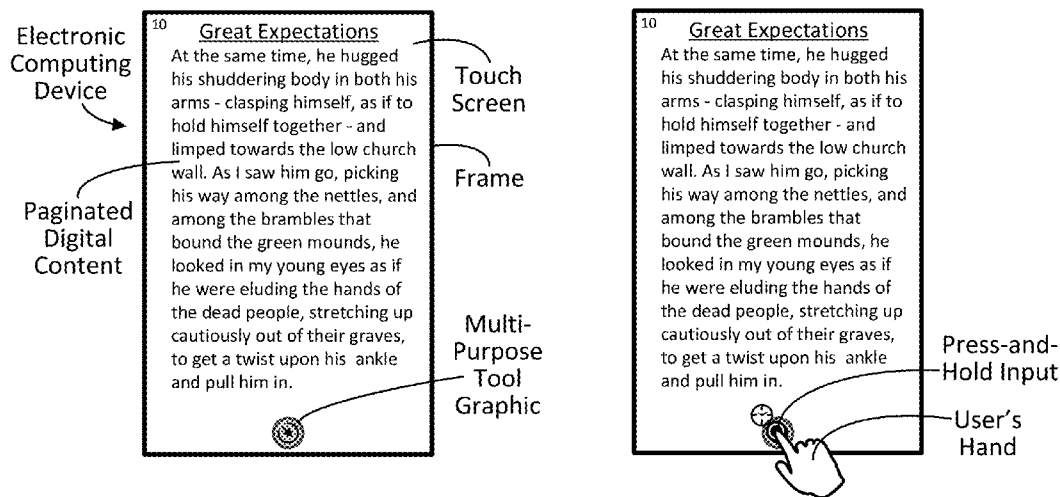 Electronic
Computing
Device
Paginated
Digital
Content
10
Great Expectations
At the same time, he hugged
his shuddering body in both his
arms - clasping himself, as if to
hold himself together - and
limped towards the low church
wall. As I saw him go, picking
his way among the nettles, and
among the brambles that
bound the green mounds, he
looked in my young eyes as if
he were eluding the hands of
the dead people, stretching up
cautiously out of their graves,
to get a twist upon his ankle
and pull him in.
Touch
Screen
Frame
Multi-
Purpose
Tool
Graphic
10
Great Expectations
At the same time, he hugged
his shuddering body in both his
arms - clasping himself, as if to
hold himself together - and
limped towards the low church
wall. As I saw him go, picking
his way among the nettles, and
among the brambles that
bound the green mounds, he
looked in my young eyes as if
he were eluding the hands of
the dead people, stretching up
cautiously out of their graves,
to get a twist upon his ankle
and pull him in.
Press-and-
Hold Input
User's
Hand